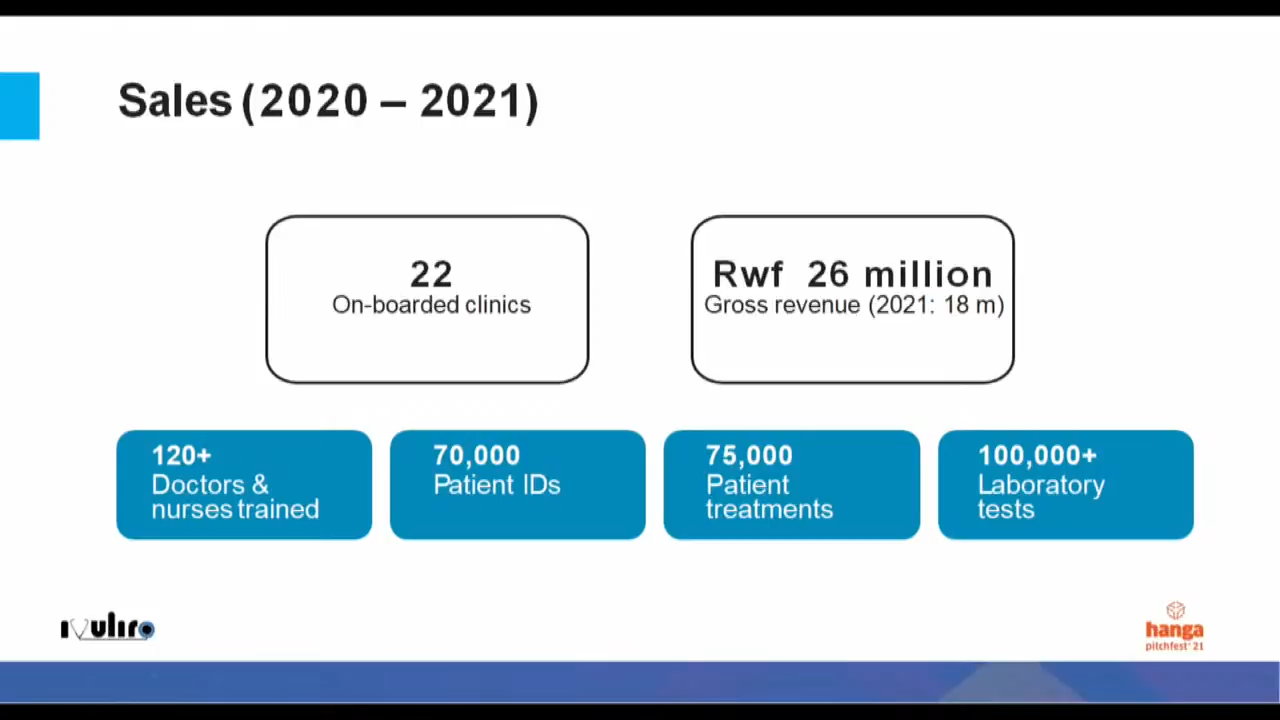 Sales (2020 – 2021)
22
On-boarded clinics
Rwf 26 million
Gross revenue (2021: 18 m)
120+
Doctors &
nurses trained
70,000
Patient IDs
75,000
Patient
treatments
100,000+
Laboratory
tests
ivuliro
hanga
pitchfest' 21